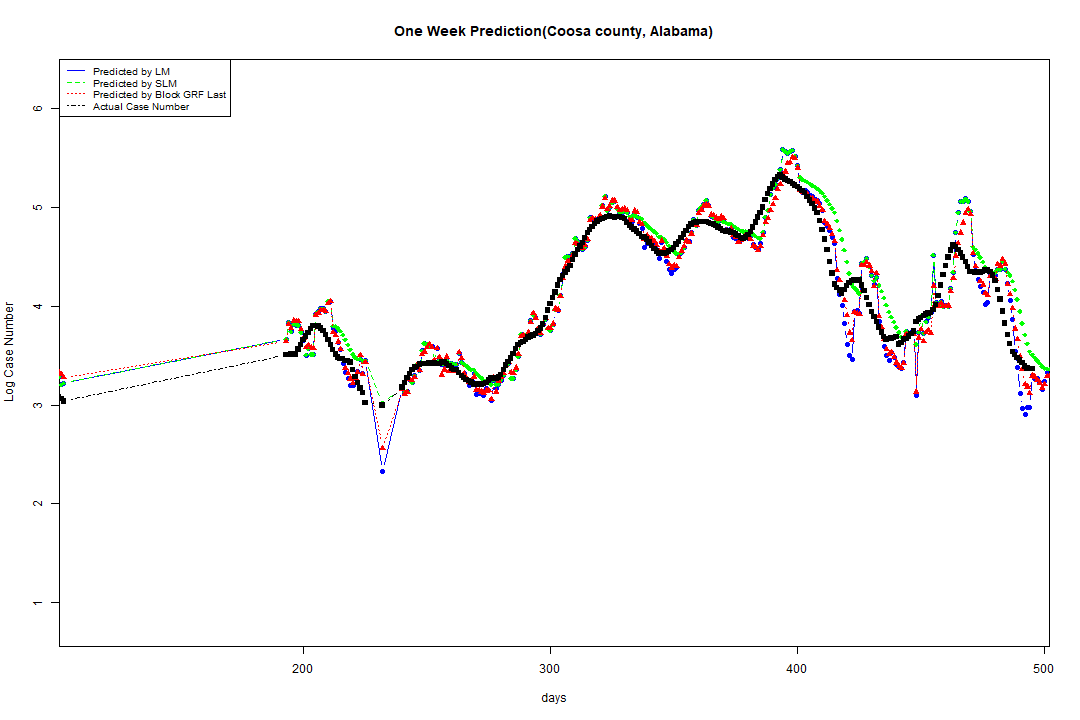 One Week Prediction(Coosa county, Alabama)
Predicted by LM
Predicted by SLM
Predicted by Block GRF Last
Actual Case Number
Log Case Number
6
5
4
3
2
1
200 300 400 500
days